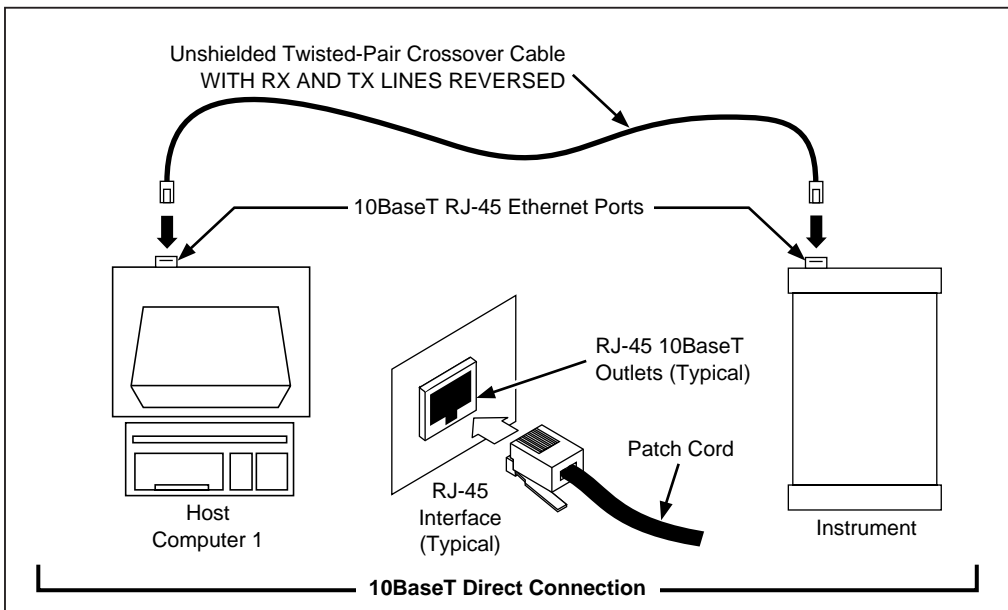 Unshielded Twisted-Pair Crossover Cable
WITH RX AND TX LINES REVERSED
10BaseT RJ-45 Ethernet Ports
RJ-45 10BaseT
Outlets (Typical)
Patch Cord
RJ-45
Interface
(Typical)
Host
Computer 1
Instrument
10BaseT Direct Connection